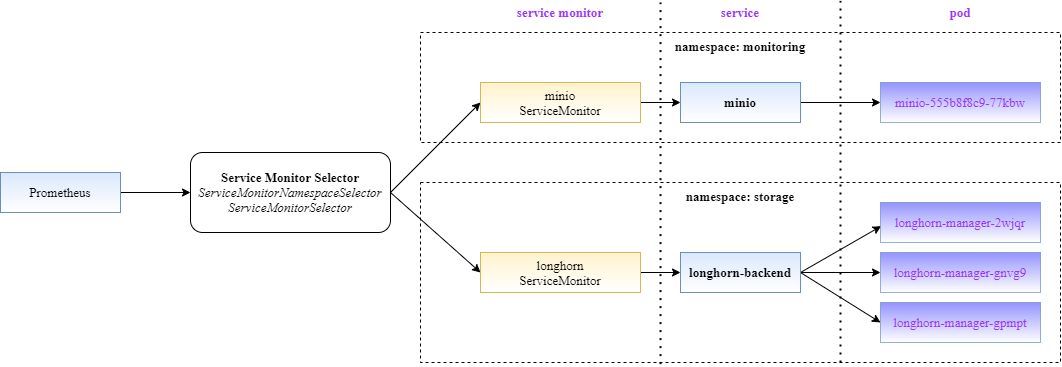 service monitor
service
pod
namespace: monitoring
minio
ServiceMonitor
minio
minio-555b8f8c9-77kbw
Prometheus
Service Monitor Selector
ServiceMonitorNamespaceSelector
ServiceMonitorSelector
namespace: storage
longhorn
ServiceMonitor
longhorn-backend
longhorn-manager-2wjqr
longhorn-manager-gnvg9
longhorn-manager-gpmpt